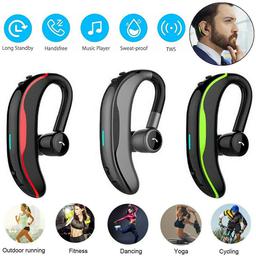 Long Standby
Handsfree
Music Player
Sweat-proof
TWS
Outdoor running
Fitness
Dancing
Yoga
Cycling